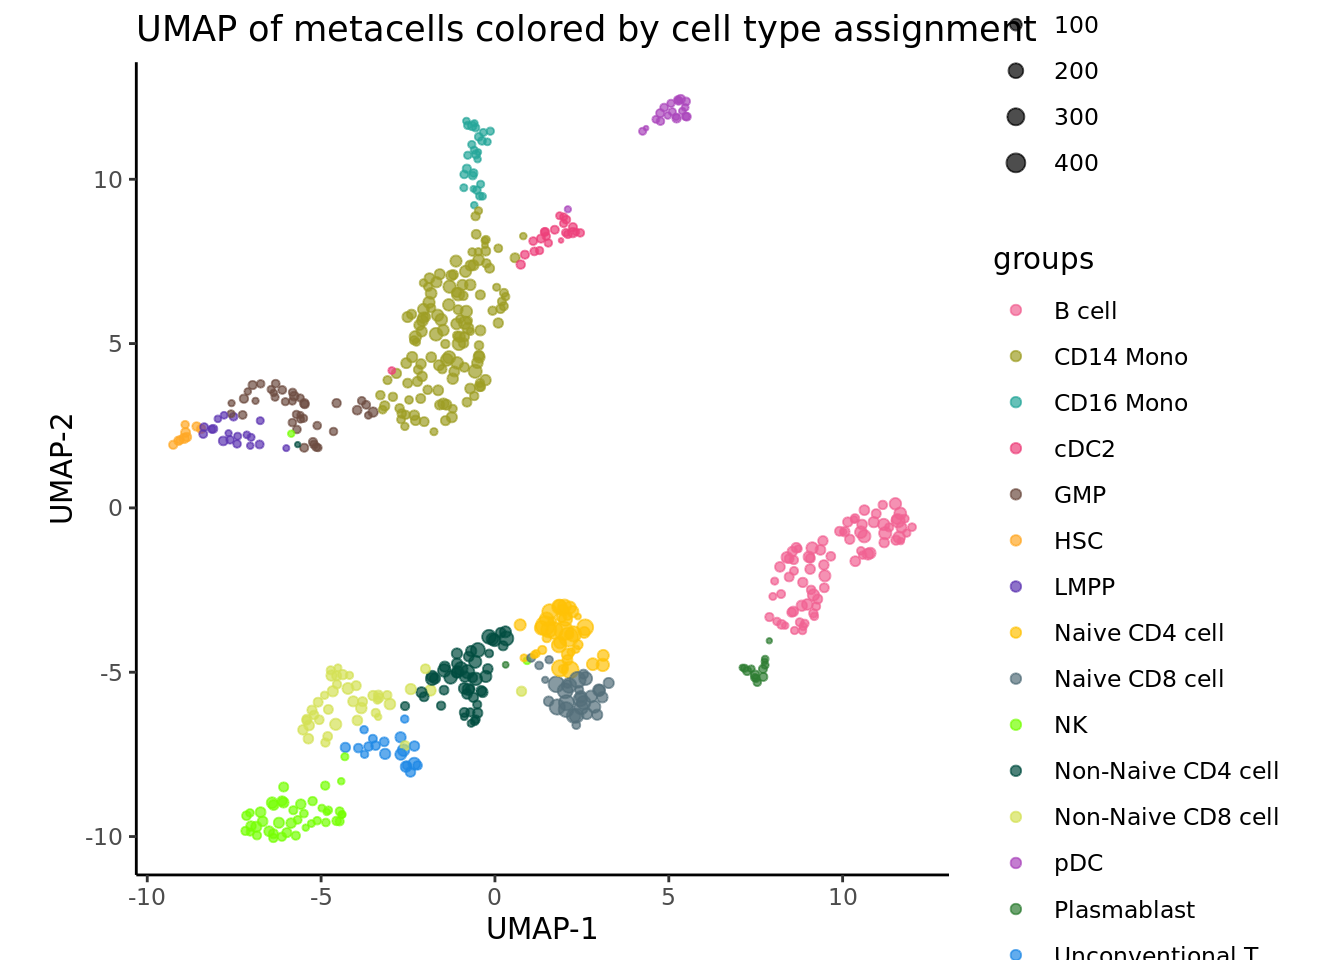 UMAP of metacells colored by cell type assignment
100
200
300
400
groups
B cell
CD14 Mono
CD16 Mono
cDC2
GMP
HSC
LMPP
Naive CD4 cell
Naive CD8 cell
NK
Non-Naive CD4 cell
Non-Naive CD8 cell
pDC
Plasmablast
Unconventional T
UMAP-2
10
5
0
-5
-10
-10
-5
0
5
10
UMAP-1